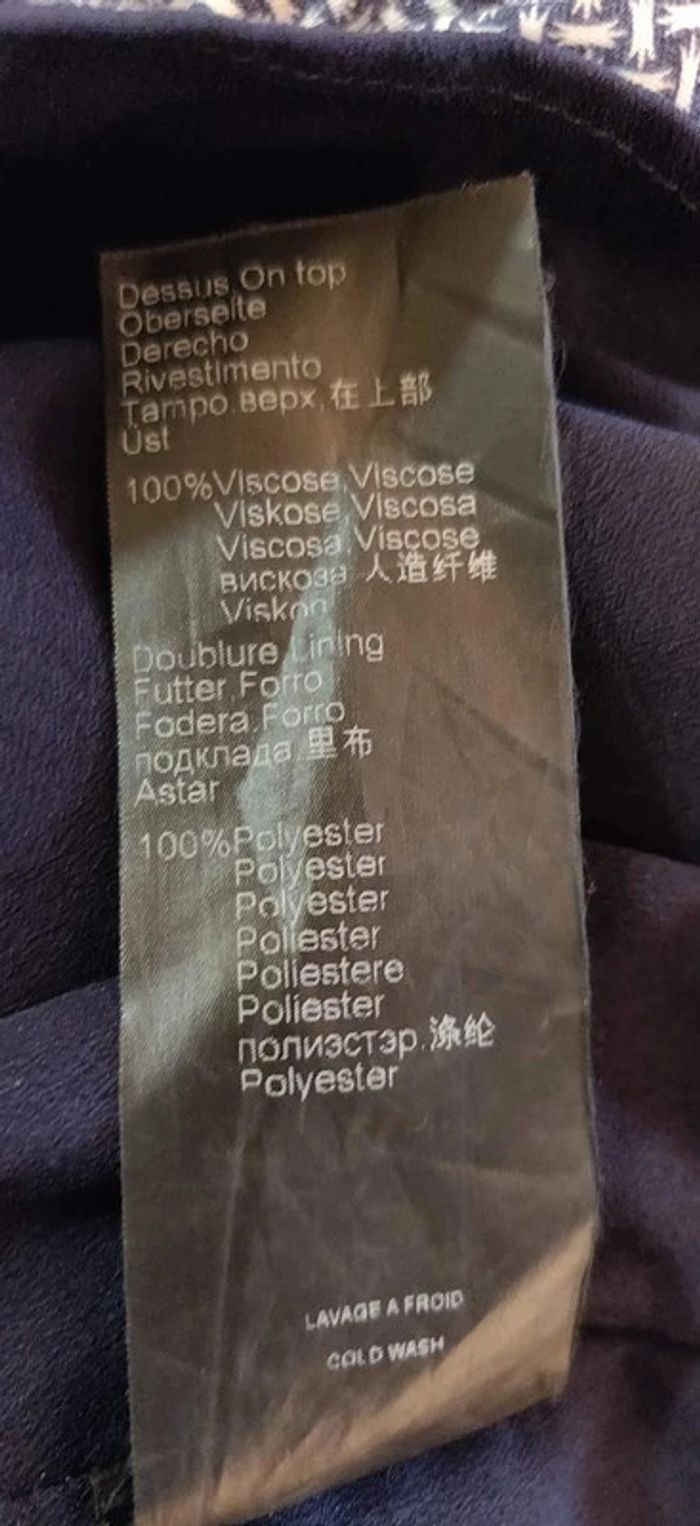 Dessus.On top
Oberseite
Derecho
Rivestimento
Tampo.верх.在上部
Üst
100%Viscose.Viscose
Viskose.Viscosa
Viscosa.Viscose
вискоза.人造纤维
Viskon
Doublure.Lining
Futter.Forro
Fodera.Forro
подклада.里布
Astar
100%Polyester
Polyester
Polyester
Poliester
Poliestere
Poliester
полиэстэр.涤纶
Polyester
LAVAGE A FROID
COLD WASH